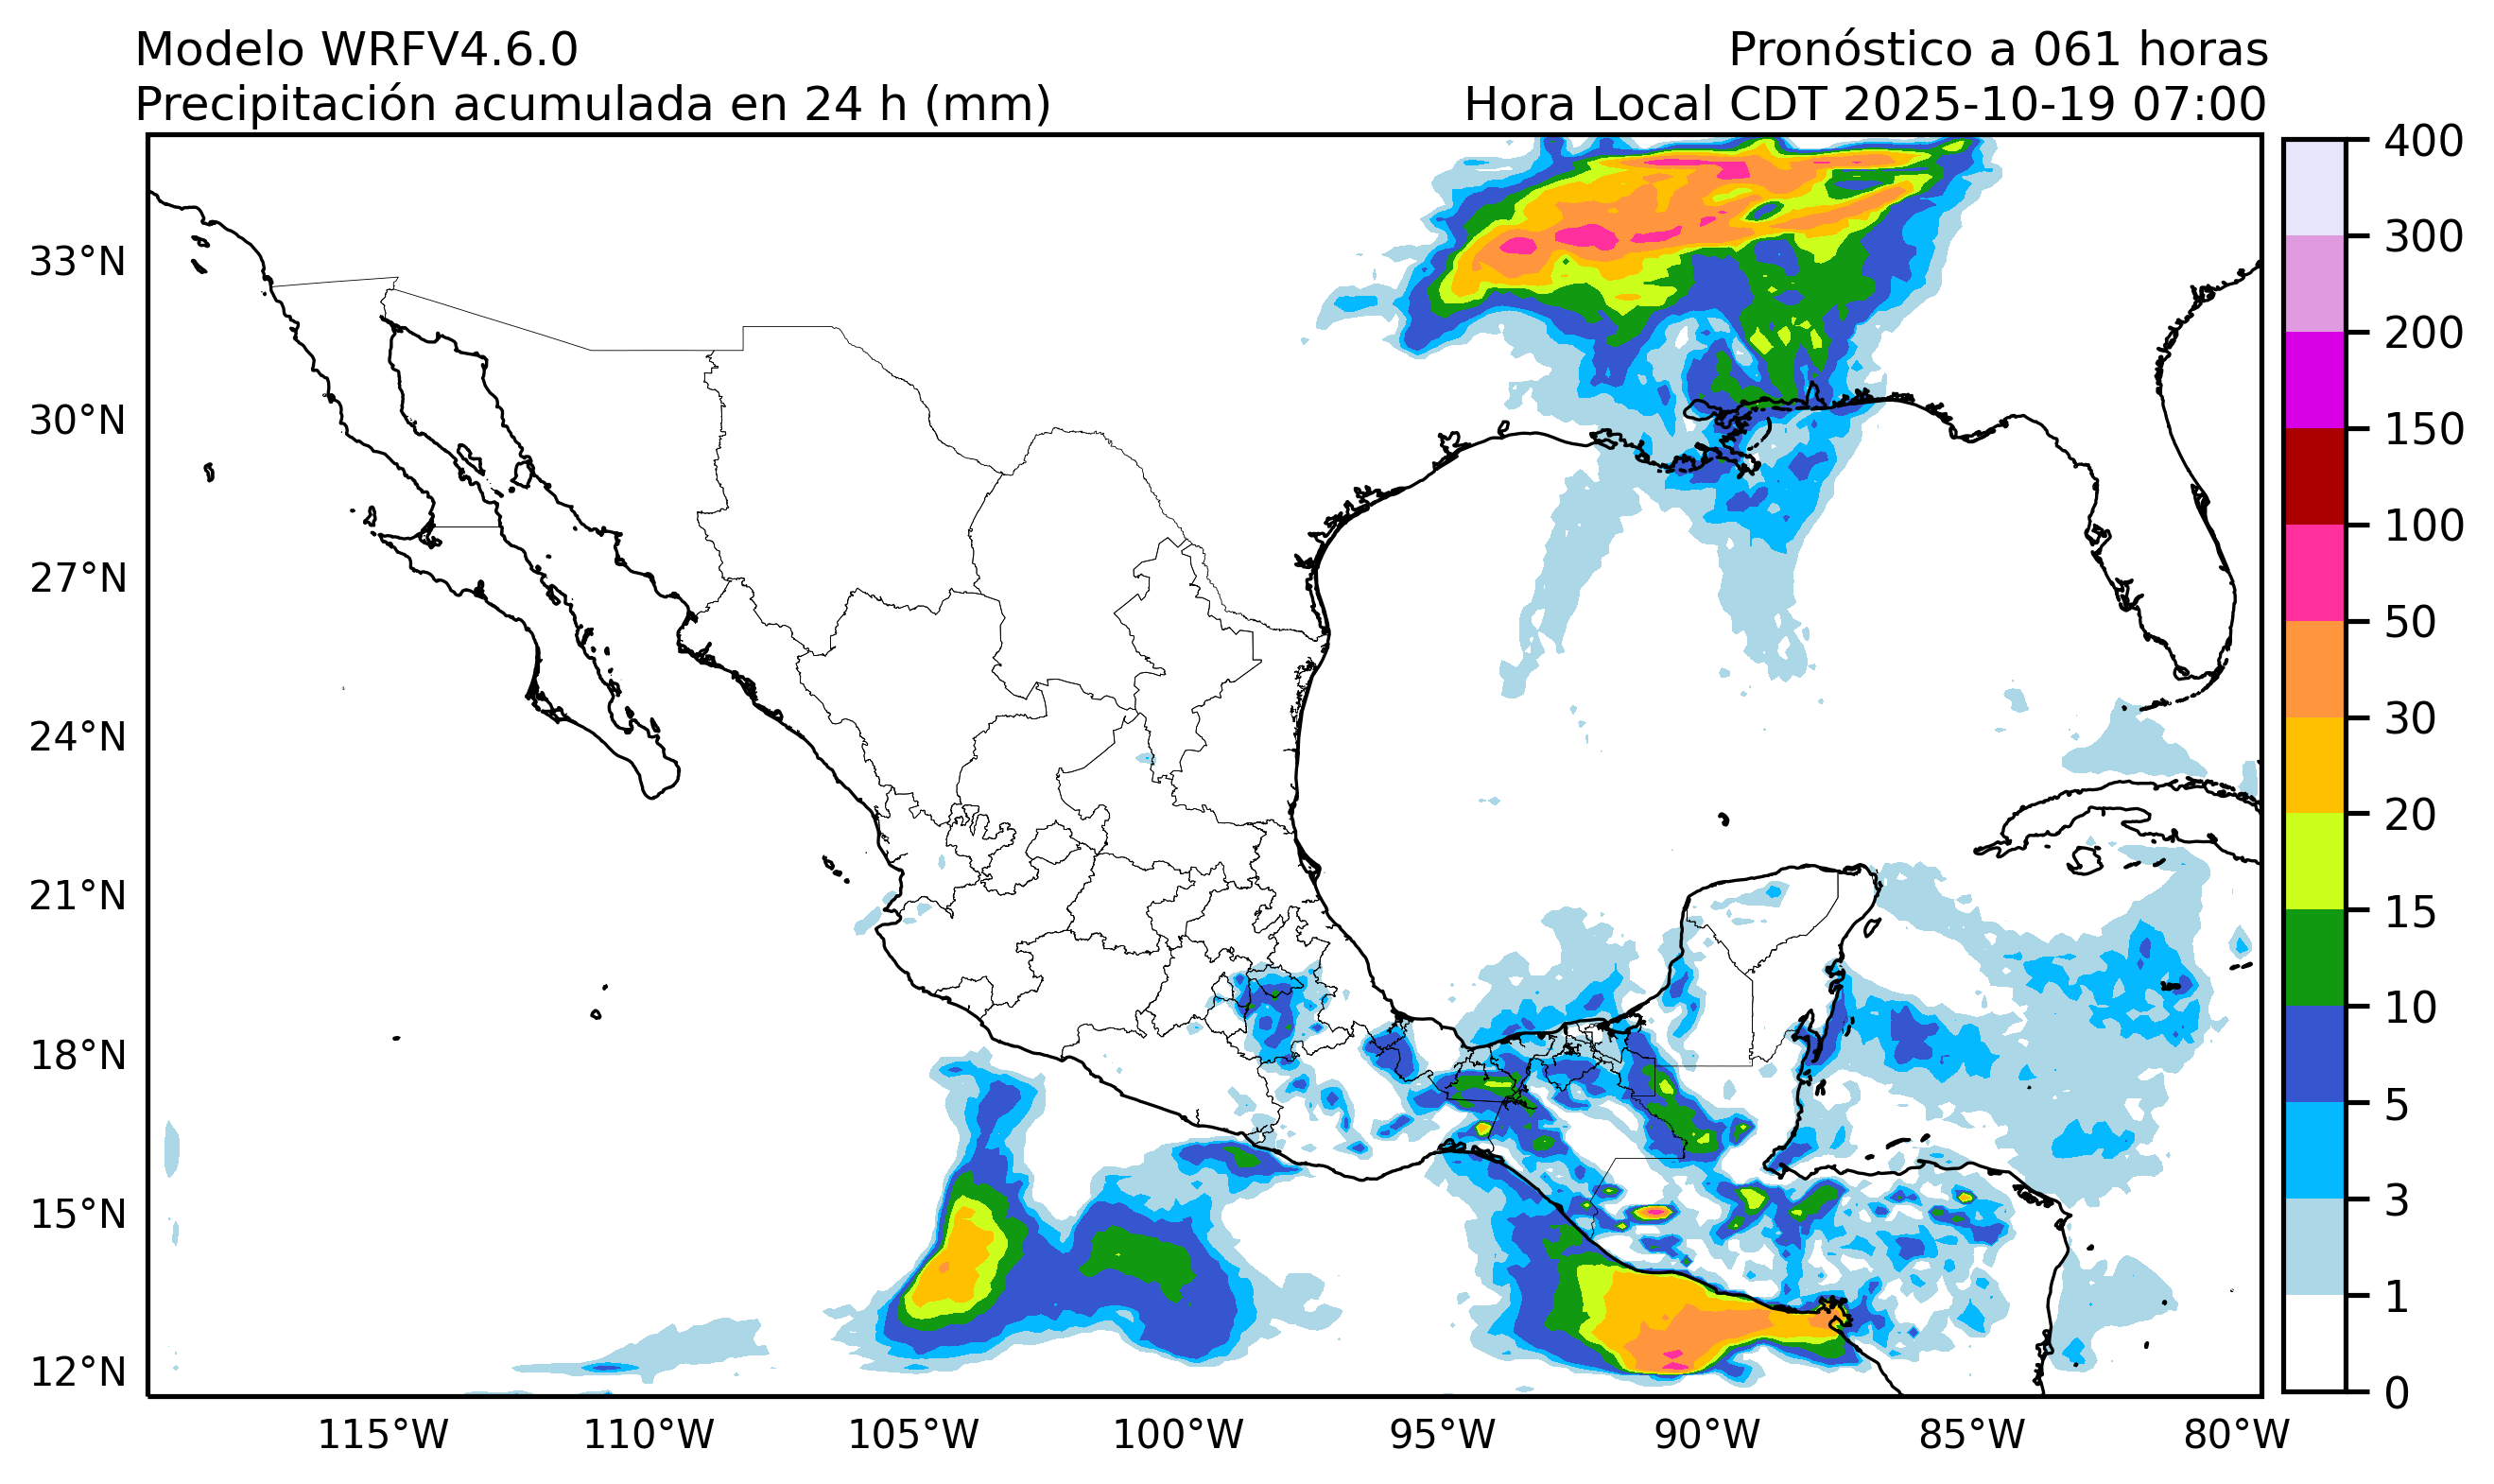 Modelo WRFV4.6.0
Pronóstico a 061 horas
Precipitación acumulada en 24 h (mm)
Hora Local CDT 2025-10-19 07:00
33°N
30°N
27°N
24°N
21°N
18°N
15°N
12°N
115°W
110°W
105°W
100°W
95°W
90°W
85°W
80°W
400
300
200
150
100
50
30
20
15
10
5
3
1
0